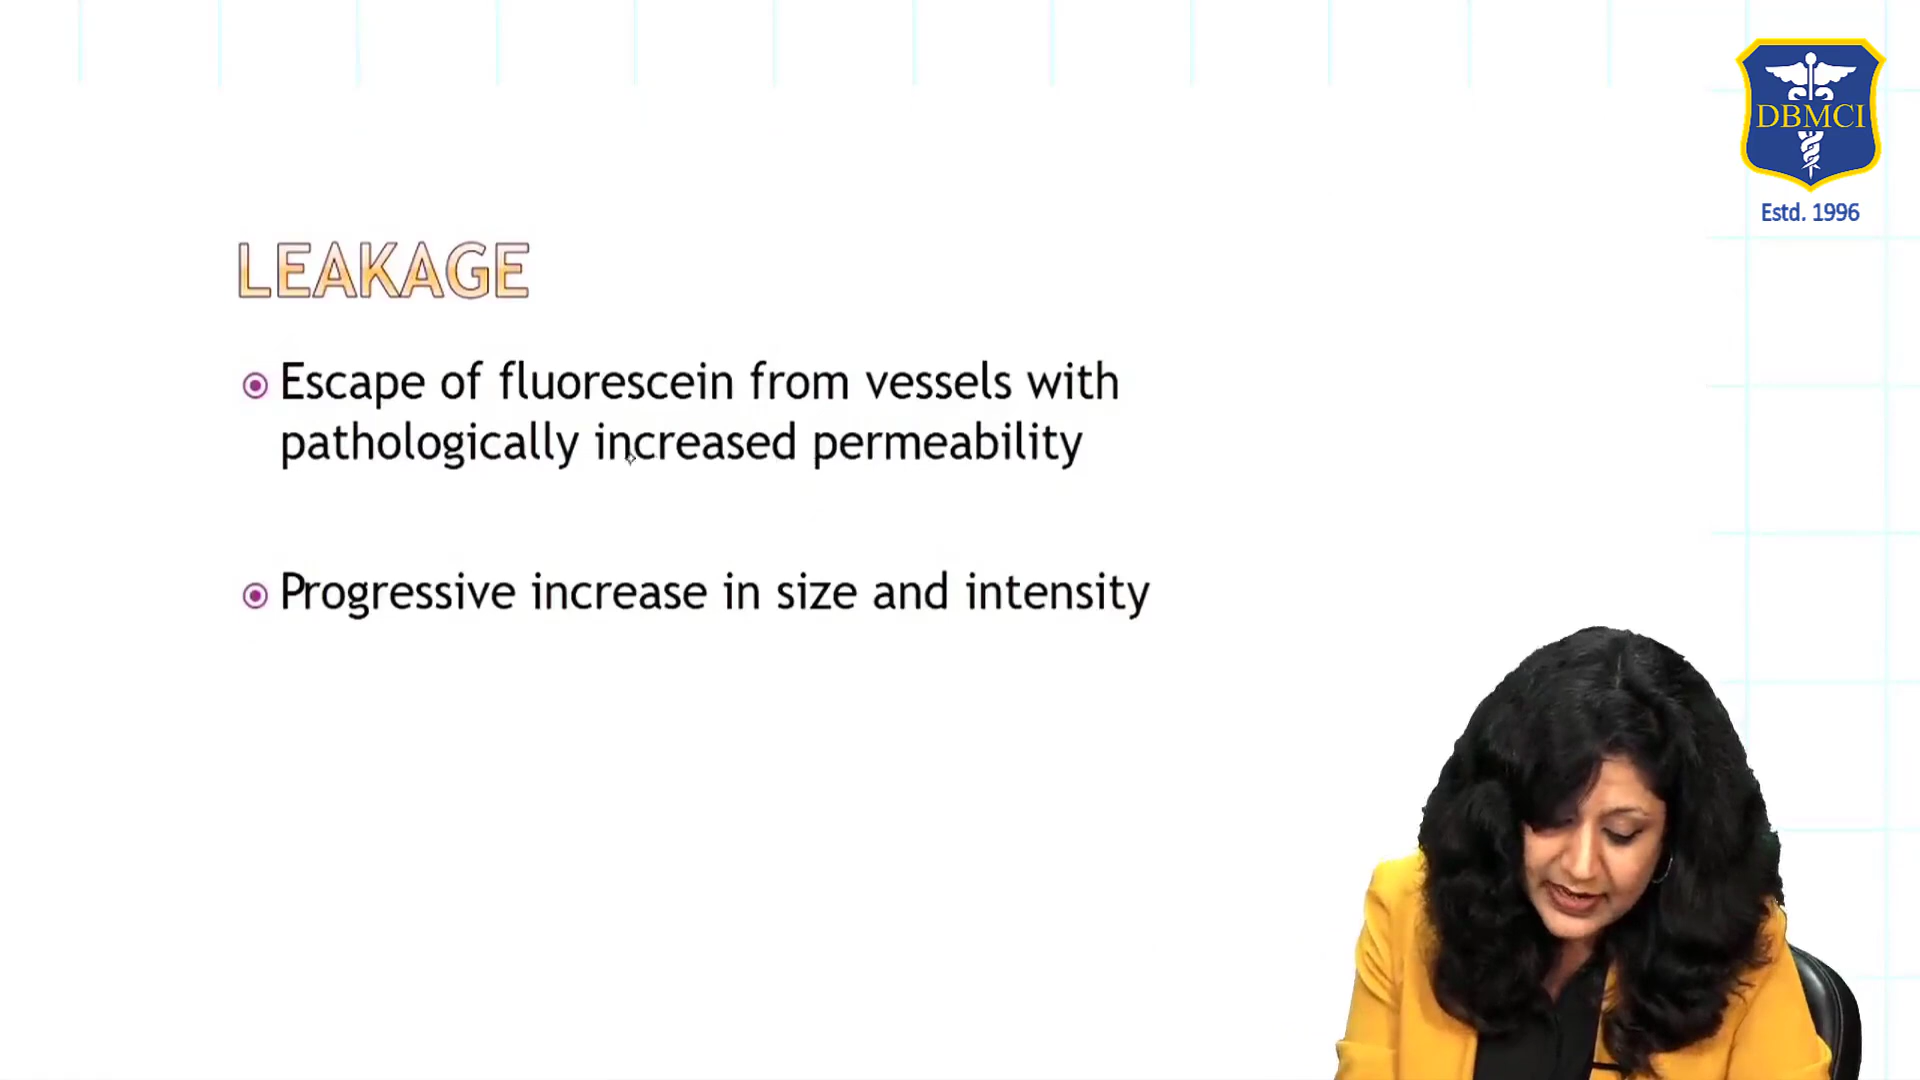 DBMCI
Estd. 1996
LEAKAGE
Escape of fluorescein from vessels with
pathologically increased permeability
Progressive increase in size and intensity